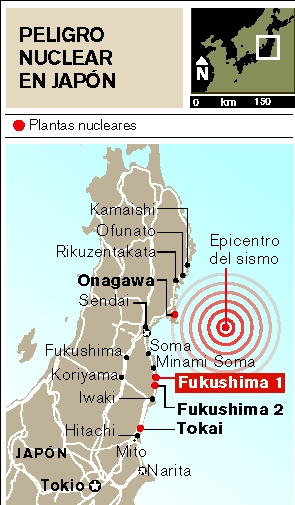 PELIGRO
NUCLEAR
EN JAPÓN
N
0 km 150
Plantas nucleares
Kamaishi
Ofunato
Rikuzentakata
Epicentro
del sismo
Onagawa
Sendai
Soma
Fukushima
Minami Soma
Koriyama
Fukushima 1
Iwaki
Fukushima 2
Hitachi
Tokai
JAPÓN
Mito
Narita
Tokio